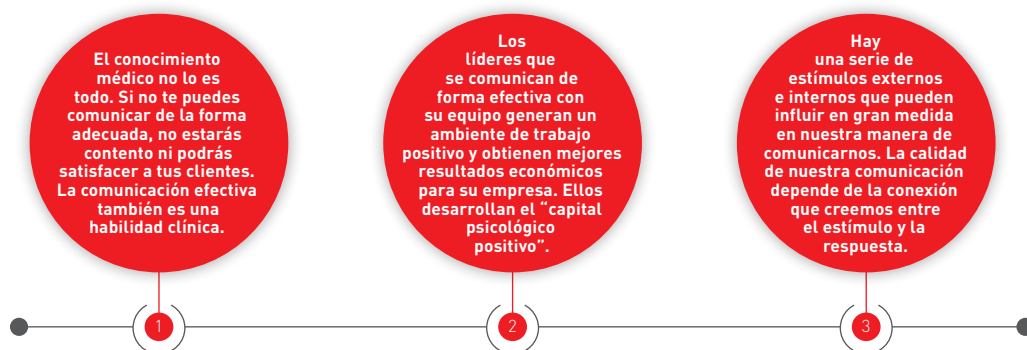 El conocimiento
médico no lo es
todo. Si no te puedes
comunicar de la forma
adecuada, no estarás
contento ni podrás
satisfacer a tus clientes.
La comunicación efectiva
también es una
habilidad clínica.
1
Los
líderes que
se comunican de
forma efectiva con
su equipo generan un
ambiente de trabajo
positivo y obtienen mejores
resultados económicos
para su empresa. Ellos
desarrollan el “capital
psicológico
positivo”.
2
Hay
una serie de
estímulos externos
e internos que pueden
influir en gran medida
en nuestra manera de
comunicarnos. La calidad
de nuestra comunicación
depende de la conexión
que creemos entre
el estímulo y la
respuesta.
3